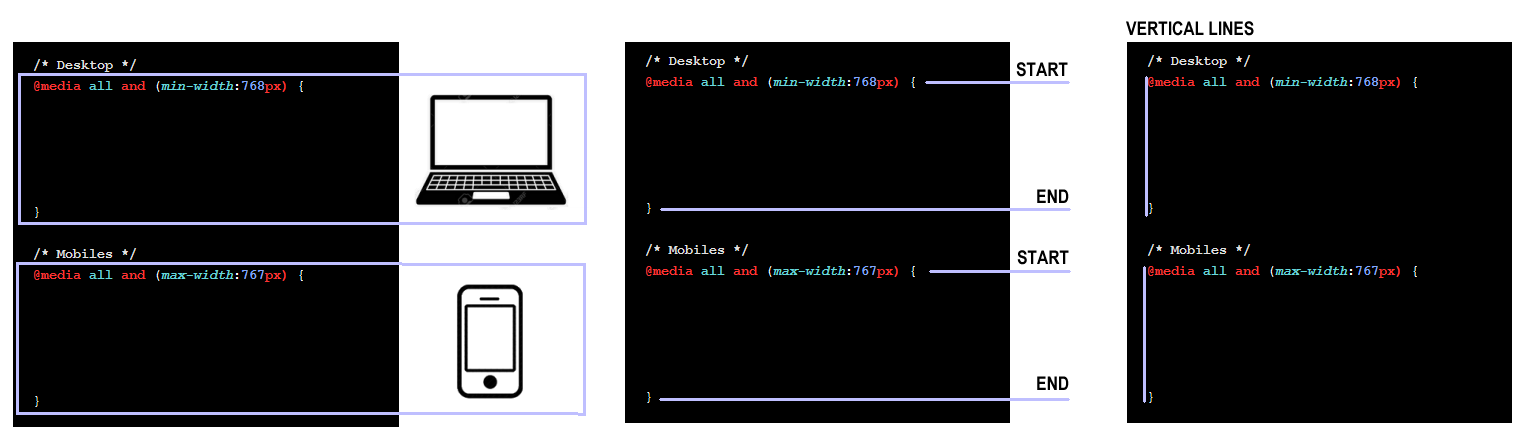 /* Desktop */
@media all and (min-width:768px) {
}
/* Mobiles */
@media all and (max-width:767px) {
}
/* Desktop */
@media all and (min-width:768px) {
START
}
END
/* Mobiles */
@media all and (max-width:767px) {
START
}
END
VERTICAL LINES
/* Desktop */
@media all and (min-width:768px) {
}
/* Mobiles */
@media all and (max-width:767px) {
}